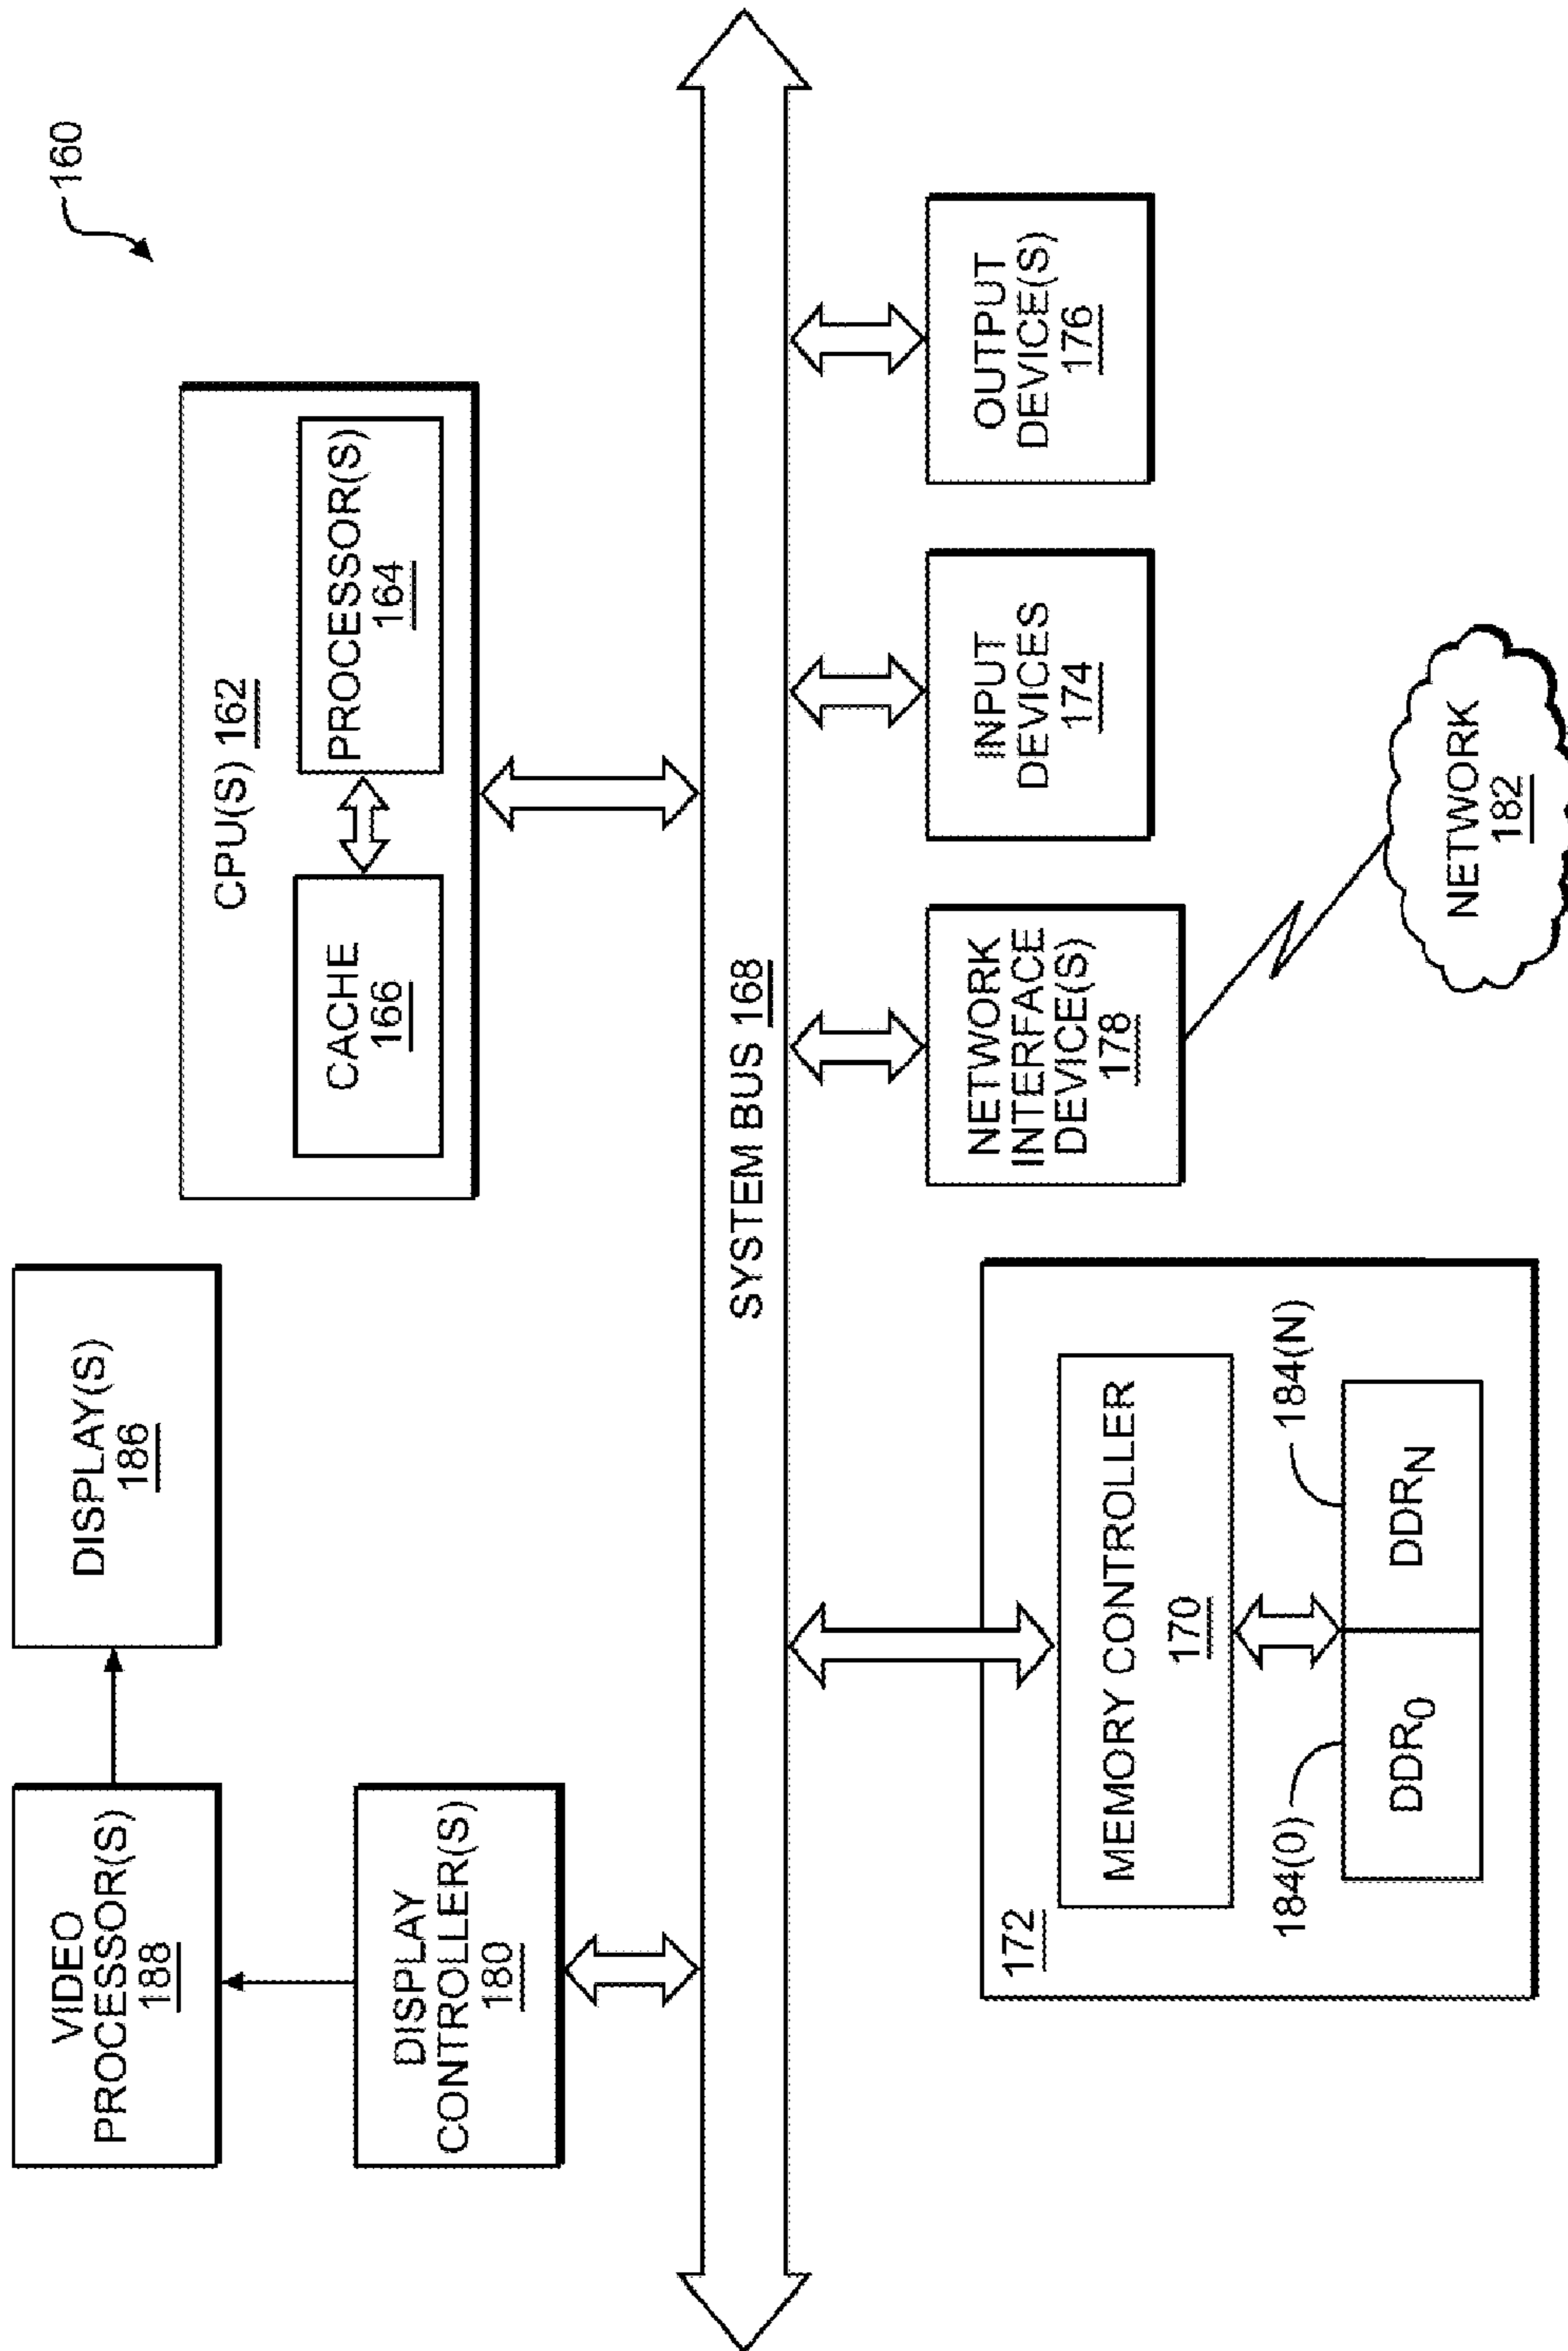 160
VIDEO
PROCESSOR(S)
188
DISPLAY(S)
186
CPU(S) 162
CACHE
166
PROCESSOR(S)
164
DISPLAY
CONTROLLER(S)
180
SYSTEM BUS 168
172
MEMORY CONTROLLER
170
184(0)
DDR0
DDRN
184(N)
NETWORK
INTERFACE
DEVICE(S)
178
INPUT
DEVICES
174
OUTPUT
DEVICE(S)
176
NETWORK
182